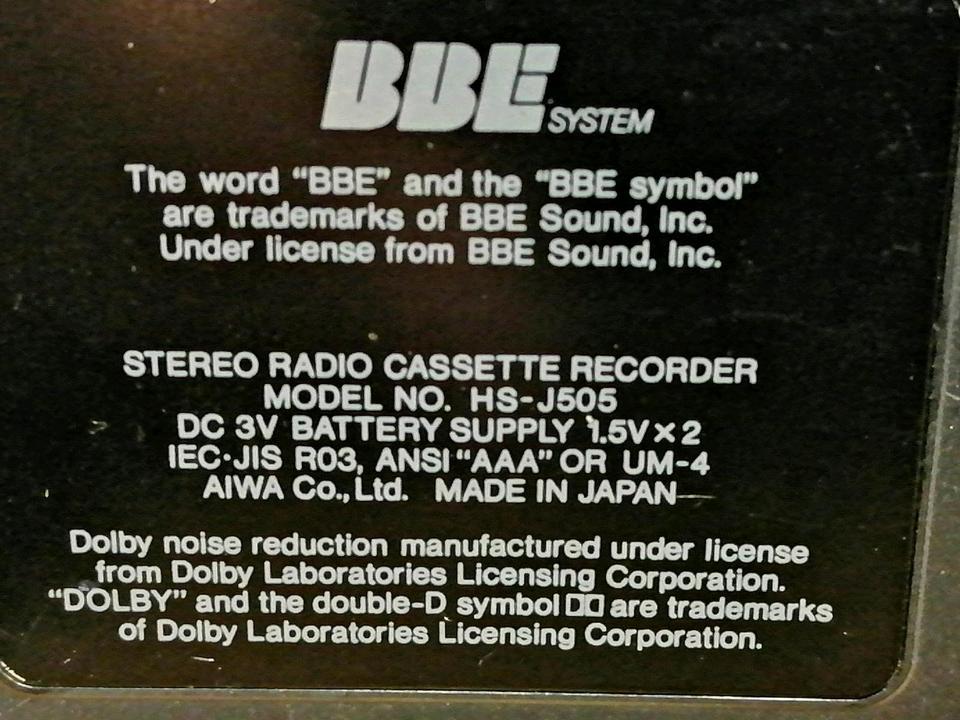 BBE SYSTEM
The word “BBE” and the “BBE symbol”
are trademarks of BBE Sound, Inc.
Under license from BBE Sound, Inc.
STEREO RADIO CASSETTE RECORDER
MODEL NO. HS-J505
DC 3V BATTERY SUPPLY 1.5V×2
IEC·JIS R03, ANSI “AAA” OR UM-4
AIWA Co., Ltd. MADE IN JAPAN
Dolby noise reduction manufactured under license
from Dolby Laboratories Licensing Corporation.
“DOLBY” and the double-D symbol are trademarks
of Dolby Laboratories Licensing Corporation.